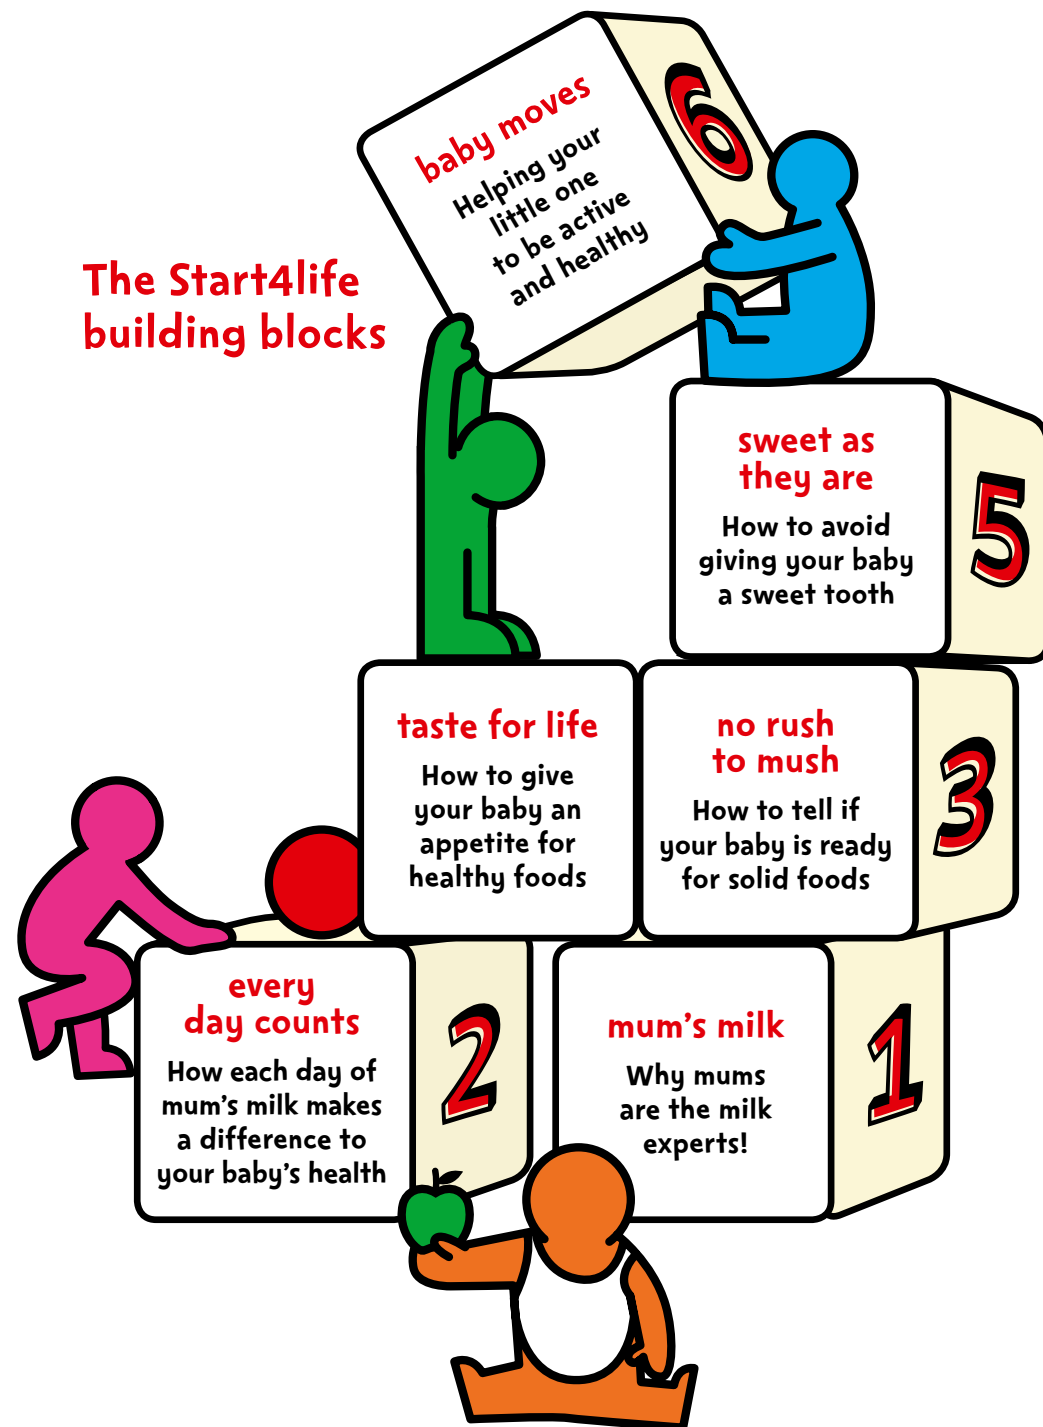 baby moves
Helping your
little one
to be active
and healthy
6
The Start4life
building blocks
sweet as
they are
How to avoid
giving your baby
a sweet tooth
5
taste for life
How to give
your baby an
appetite for
healthy foods
no rush
to mush
How to tell if
your baby is ready
for solid foods
3
every
day counts
How each day of
mum's milk makes
a difference to
your baby's health
2
mum's milk
Why mums
are the milk
experts!
1